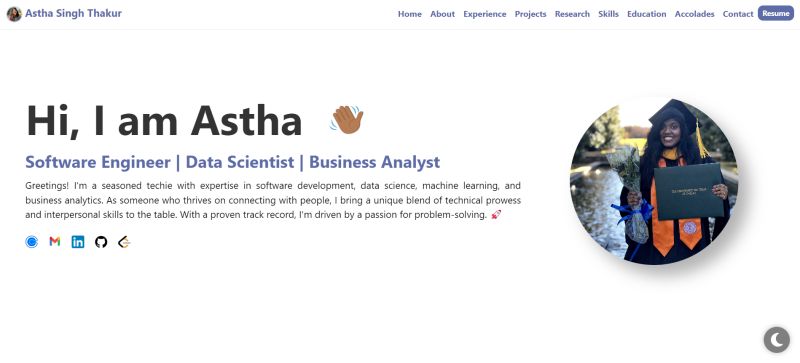 Astha Singh Thakur
Home About Experience Projects Research Skills Education Accolades Contact Resume
Hi, I am Astha 👋🏾
Software Engineer | Data Scientist | Business Analyst
Greetings! I'm a seasoned techie with expertise in software development, data science, machine learning, and
business analytics. As someone who thrives on connecting with people, I bring a unique blend of technical prowess
and interpersonal skills to the table. With a proven track record, I'm driven by a passion for problem-solving. 🚀